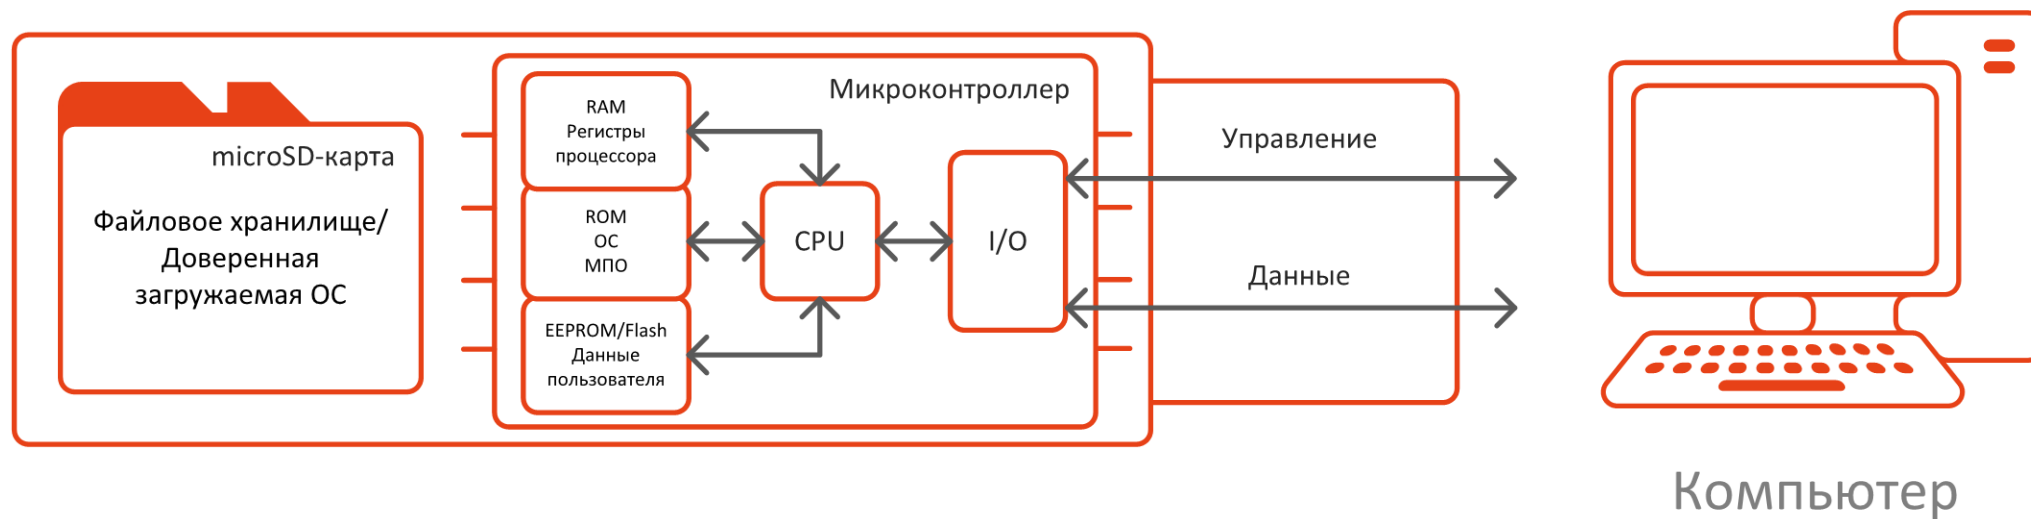 microSD-карта
Файловое хранилище/
Доверенная
загружаемая ОС
Микроконтроллер
RAM
Регистры
процессора
ROM
ОС
МПО
EEPROM/Flash
Данные
пользователя
CPU
I/O
Управление
Данные
Компьютер